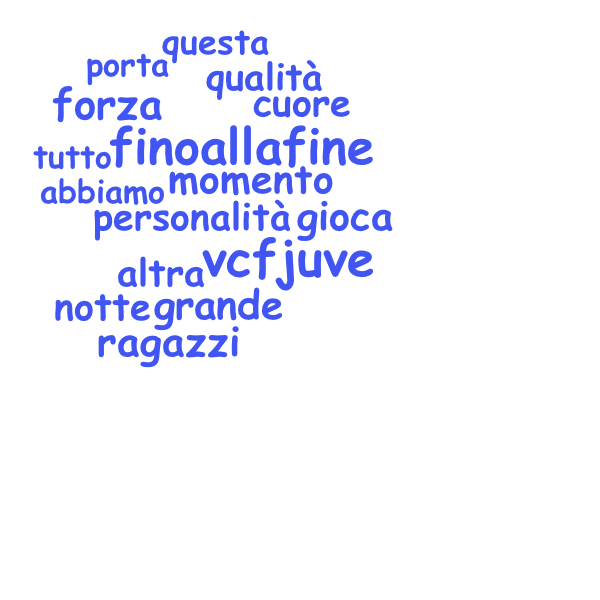 questa
porta
qualità
forza
cuore
finoallafine
tutto
momento
abbiamo
personalità
gioca
vcfjuve
altra
notte
grande
ragazzi